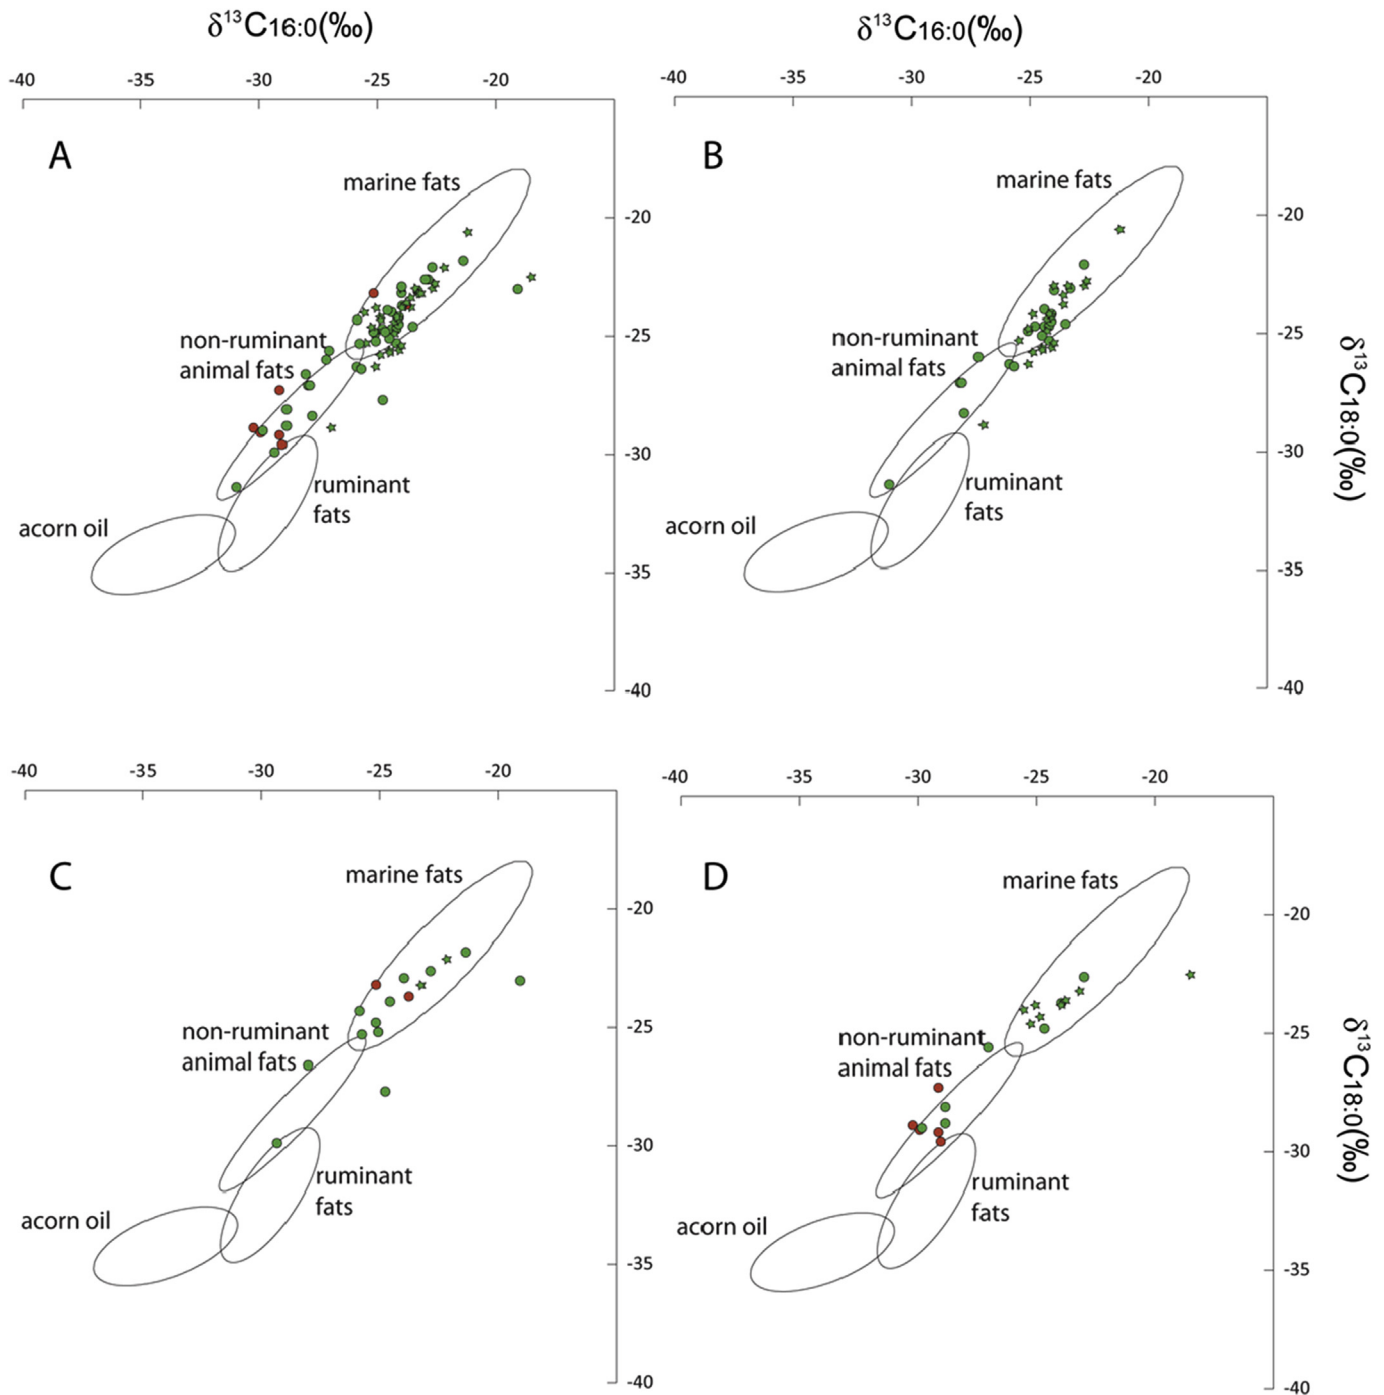 δ¹³C16:0(‰)
δ¹³C16:0(‰)
-40 -35 -30 -25 -20
-40 -35 -30 -25 -20
A
marine fats
-20
-25
-30
-35
-40
non-ruminant
animal fats
ruminant
fats
acorn oil
B
marine fats
-20
-25
-30
-35
-40
non-ruminant
animal fats
ruminant
fats
acorn oil
δ¹³C18:0(‰)
-40 -35 -30 -25 -20
-40 -35 -30 -25 -20
C
marine fats
-20
-25
-30
-35
-40
non-ruminant
animal fats
ruminant
fats
acorn oil
D
marine fats
-20
-25
-30
-35
-40
non-ruminant
animal fats
ruminant
fats
acorn oil
δ¹³C18:0(‰)